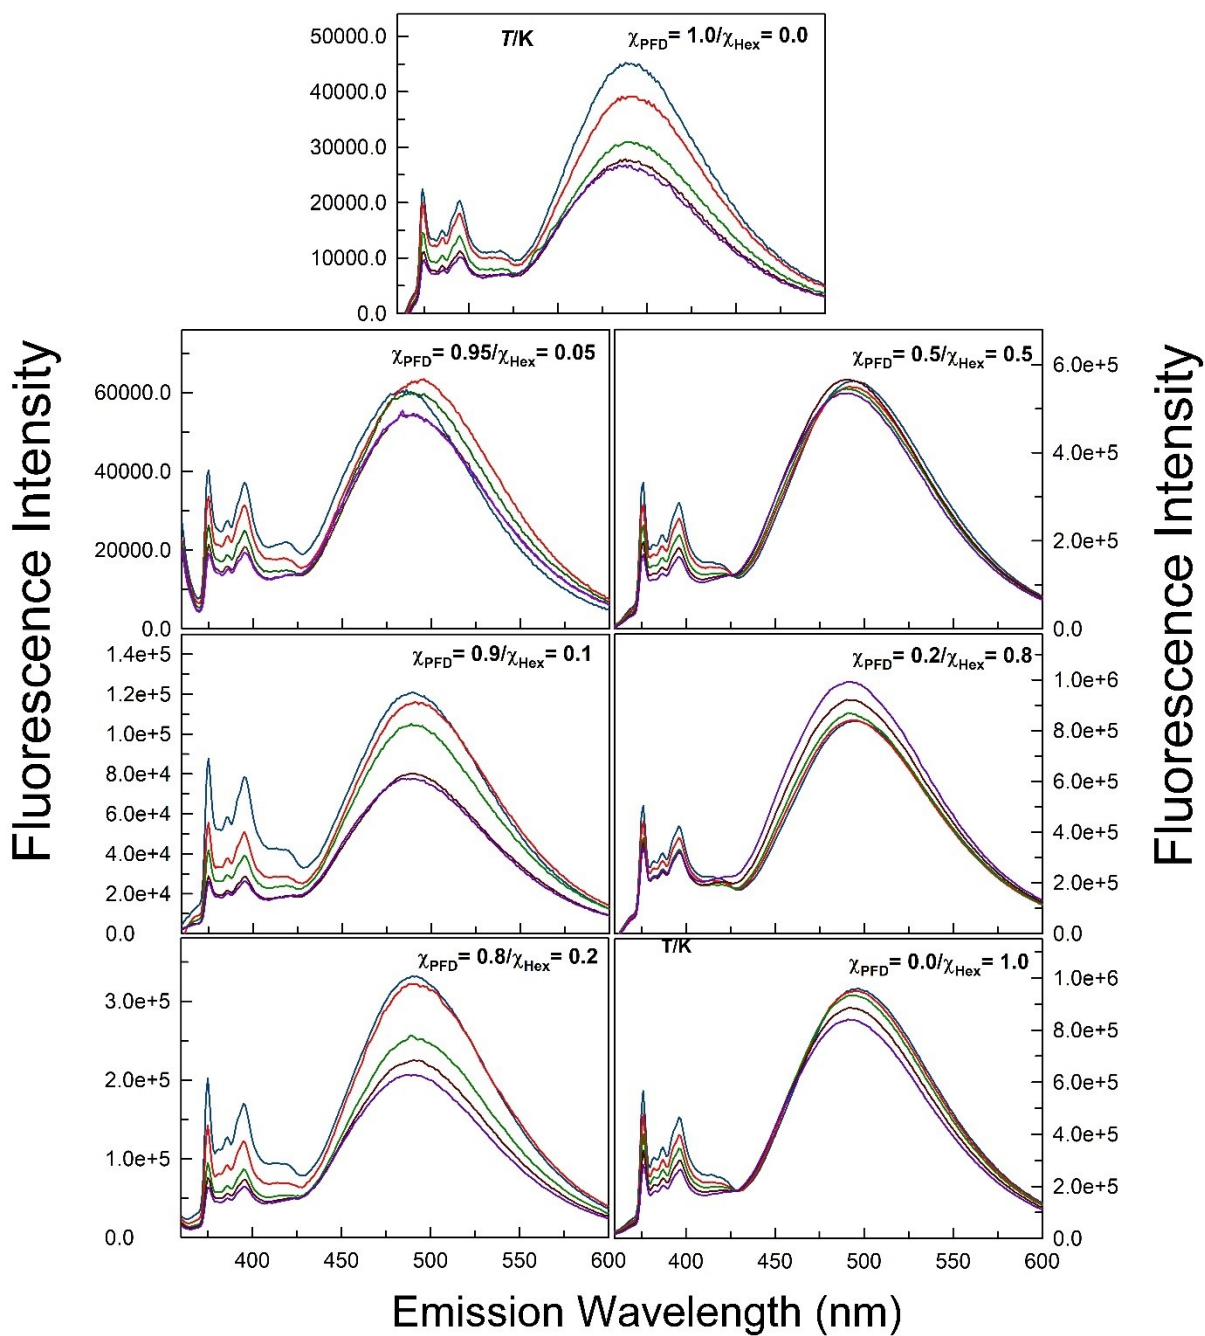 T/K
χPFD= 1.0/χHex= 0.0
50000.0
40000.0
30000.0
20000.0
10000.0
0.0
Fluorescence Intensity
χPFD= 0.95/χHex= 0.05
60000.0
40000.0
20000.0
0.0
χPFD= 0.5/χHex= 0.5
6.0e+5
4.0e+5
2.0e+5
0.0
Fluorescence Intensity
χPFD= 0.9/χHex= 0.1
1.4e+5
1.2e+5
1.0e+5
8.0e+4
6.0e+4
4.0e+4
2.0e+4
0.0
χPFD= 0.2/χHex= 0.8
1.0e+6
8.0e+5
6.0e+5
4.0e+5
2.0e+5
0.0
χPFD= 0.8/χHex= 0.2
3.0e+5
2.0e+5
1.0e+5
0.0
T/K
χPFD= 0.0/χHex= 1.0
1.0e+6
8.0e+5
6.0e+5
4.0e+5
2.0e+5
0.0
400 450 500 550 600
400 450 500 550 600
Emission Wavelength (nm)